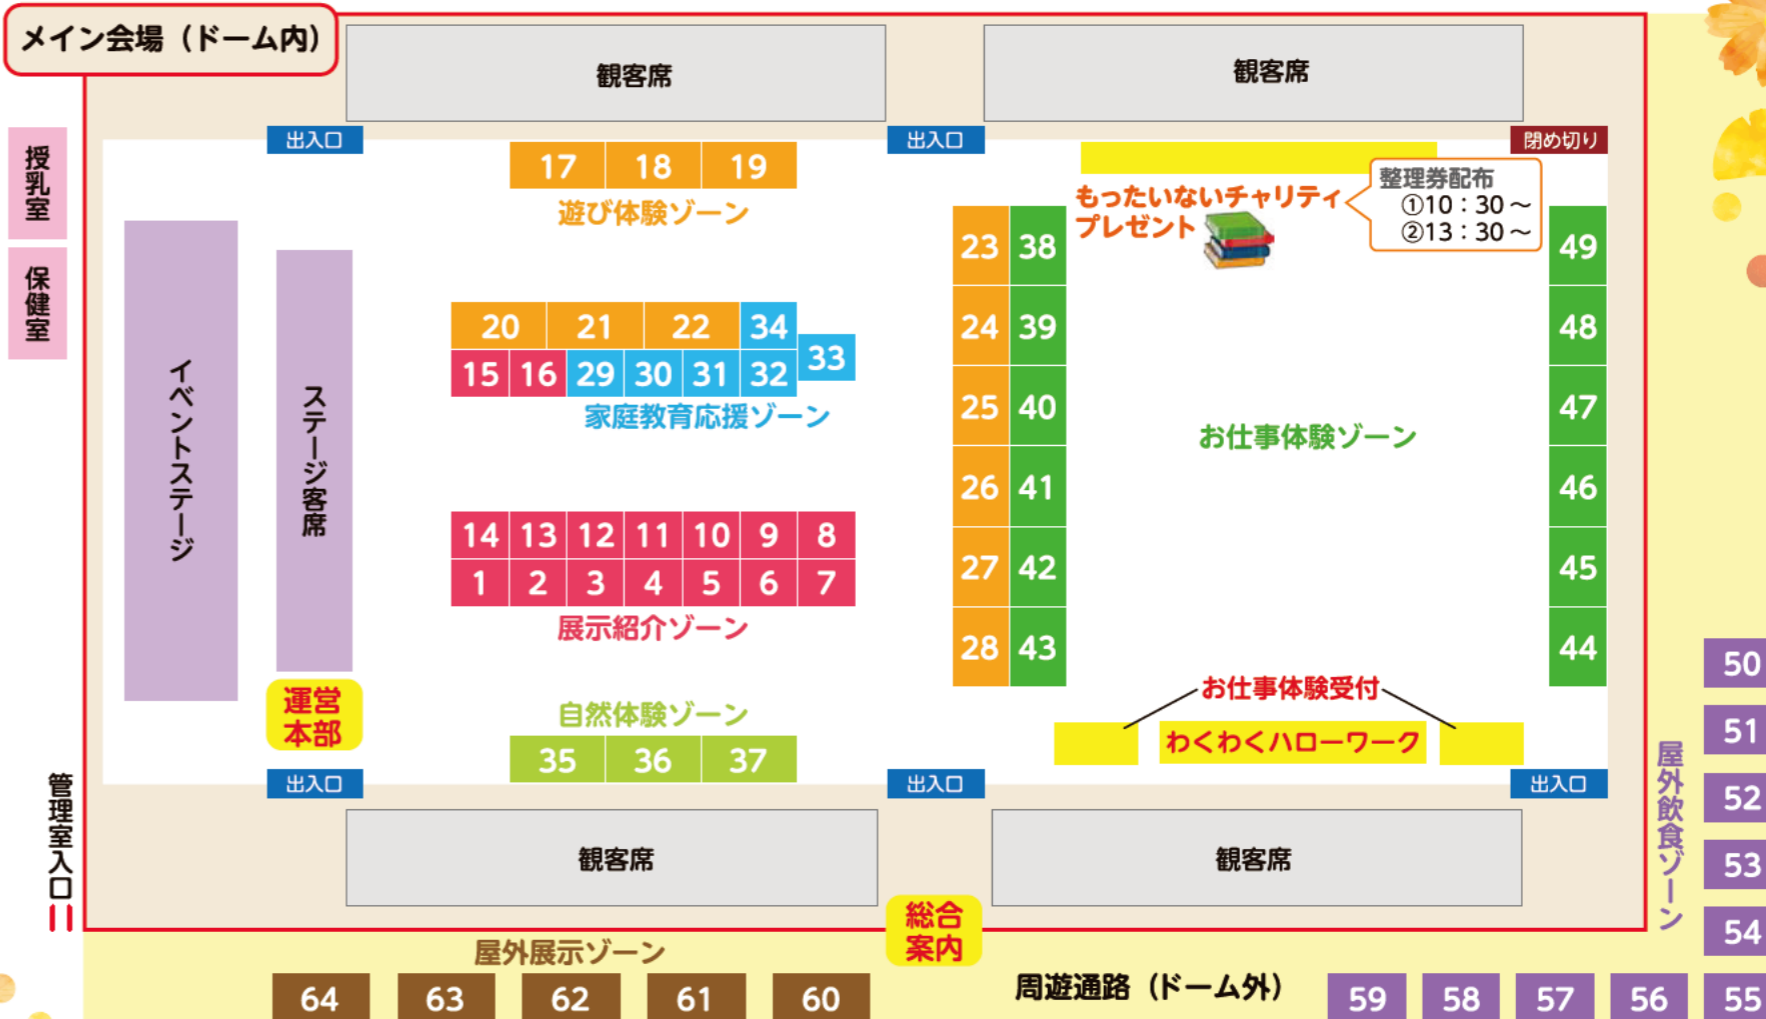 メイン会場（ドーム内）
観客席
観客席
出入口
出入口
閉め切り
授乳室
保健室
17 18 19
遊び体験ゾーン
もったいないチャリティ
プレゼント
整理券配布
①10：30～
②13：30～
イベントステージ
ステージ客席
20 21 22 34
33
15 16 29 30 31 32
家庭教育応援ゾーン
23 38
24 39
25 40
26 41
27 42
28 43
お仕事体験ゾーン
49
48
47
46
45
44
14 13 12 11 10 9 8
1 2 3 4 5 6 7
展示紹介ゾーン
運営
本部
自然体験ゾーン
35 36 37
お仕事体験受付
わくわくハローワーク
出入口
出入口
出入口
管理室入口
観客席
観客席
総合
案内
屋外飲食ゾーン
50
51
52
53
54
屋外展示ゾーン
周遊通路（ドーム外）
64 63 62 61 60
59 58 57 56 55